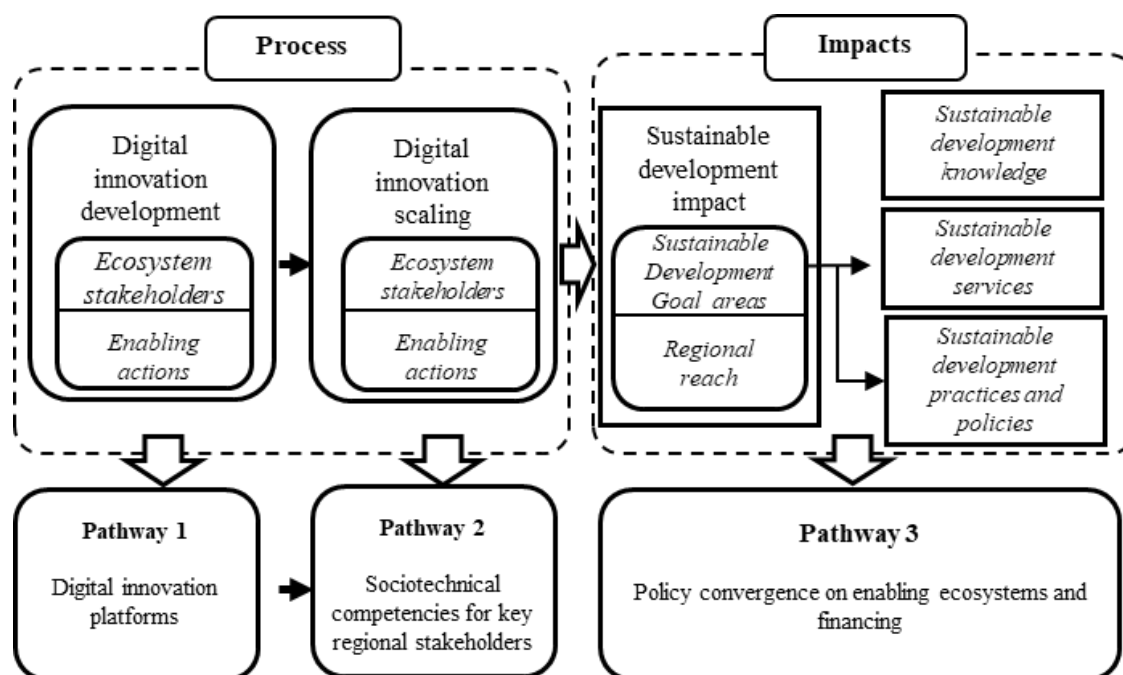 Process
Impacts
Digital
innovation
development
Ecosystem
stakeholders
Enabling
actions
Digital
innovation
scaling
Ecosystem
stakeholders
Enabling
actions
Sustainable
development
impact
Sustainable
Development
Goal areas
Regional
reach
Sustainable
development
knowledge
Sustainable
development
services
Sustainable
development
practices and
policies
Pathway 1
Digital innovation
platforms
Pathway 2
Sociotechnical
competencies for key
regional stakeholders
Pathway 3
Policy convergence on enabling ecosystems and
financing